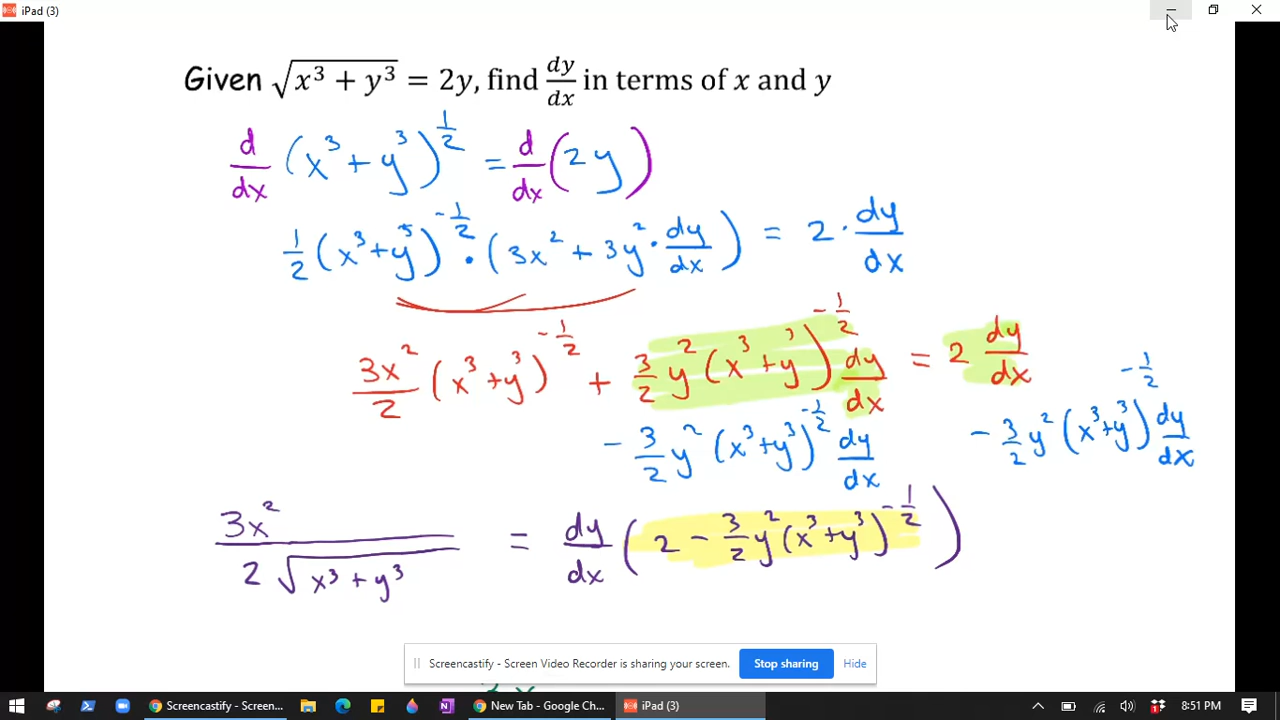 iPad (3)
Given √(x³ + y³) = 2y, find dy/dx in terms of x and y
d/dx (x³ + y³)^(1/2) = d/dx (2y)
1/2 (x³ + y³)^(-1/2) · (3x² + 3y² · dy/dx) = 2 · dy/dx
3x²/2 (x³ + y³)^(-1/2) + 3/2 y² (x³ + y³)^(-1/2) dy/dx = 2 dy/dx
- 3/2 y² (x³ + y³)^(-1/2) dy/dx - 3/2 y² (x³ + y³)^(-1/2) dy/dx
3x² / 2√(x³ + y³) = dy/dx (2 - 3/2 y² (x³ + y³)^(-1/2))
Screencastify - Screen Video Recorder is sharing your screen. Stop sharing Hide
Screencastify - Screen... New Tab - Google Ch... iPad (3) 8:51 PM